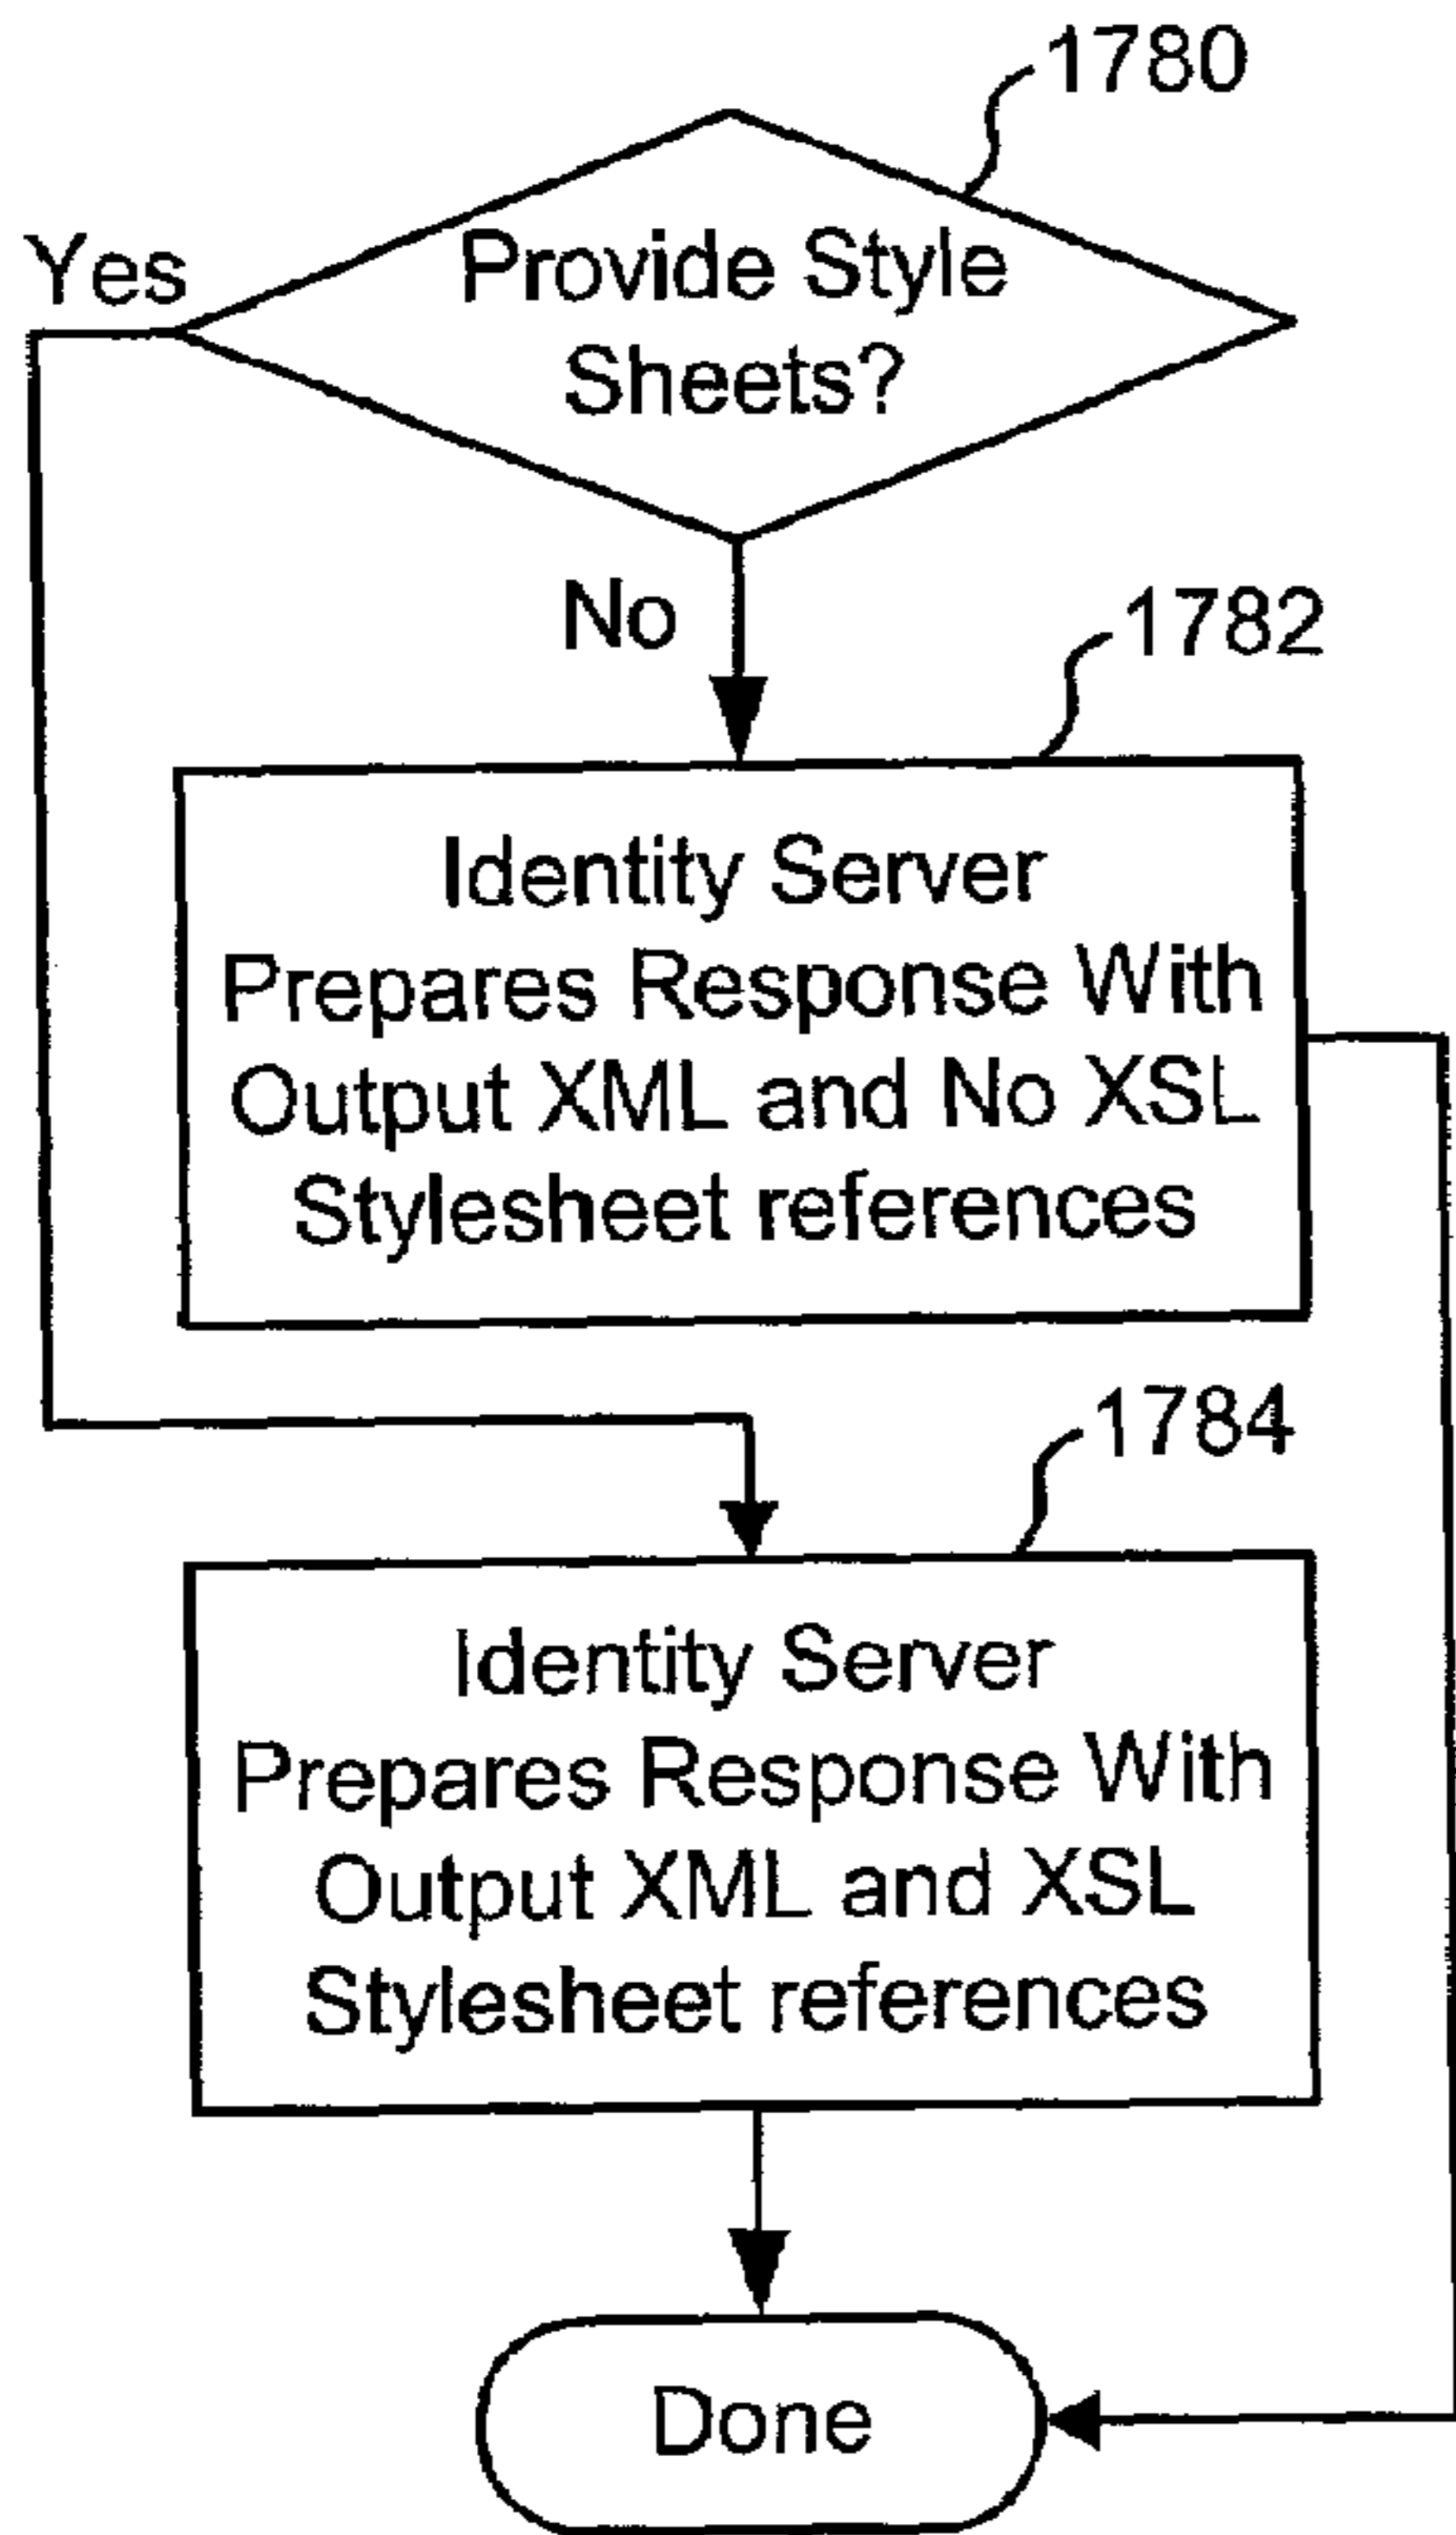 1780
Yes
Provide Style
Sheets?
No
1782
Identity Server
Prepares Response With
Output XML and No XSL
Stylesheet references
1784
Identity Server
Prepares Response With
Output XML and XSL
Stylesheet references
Done